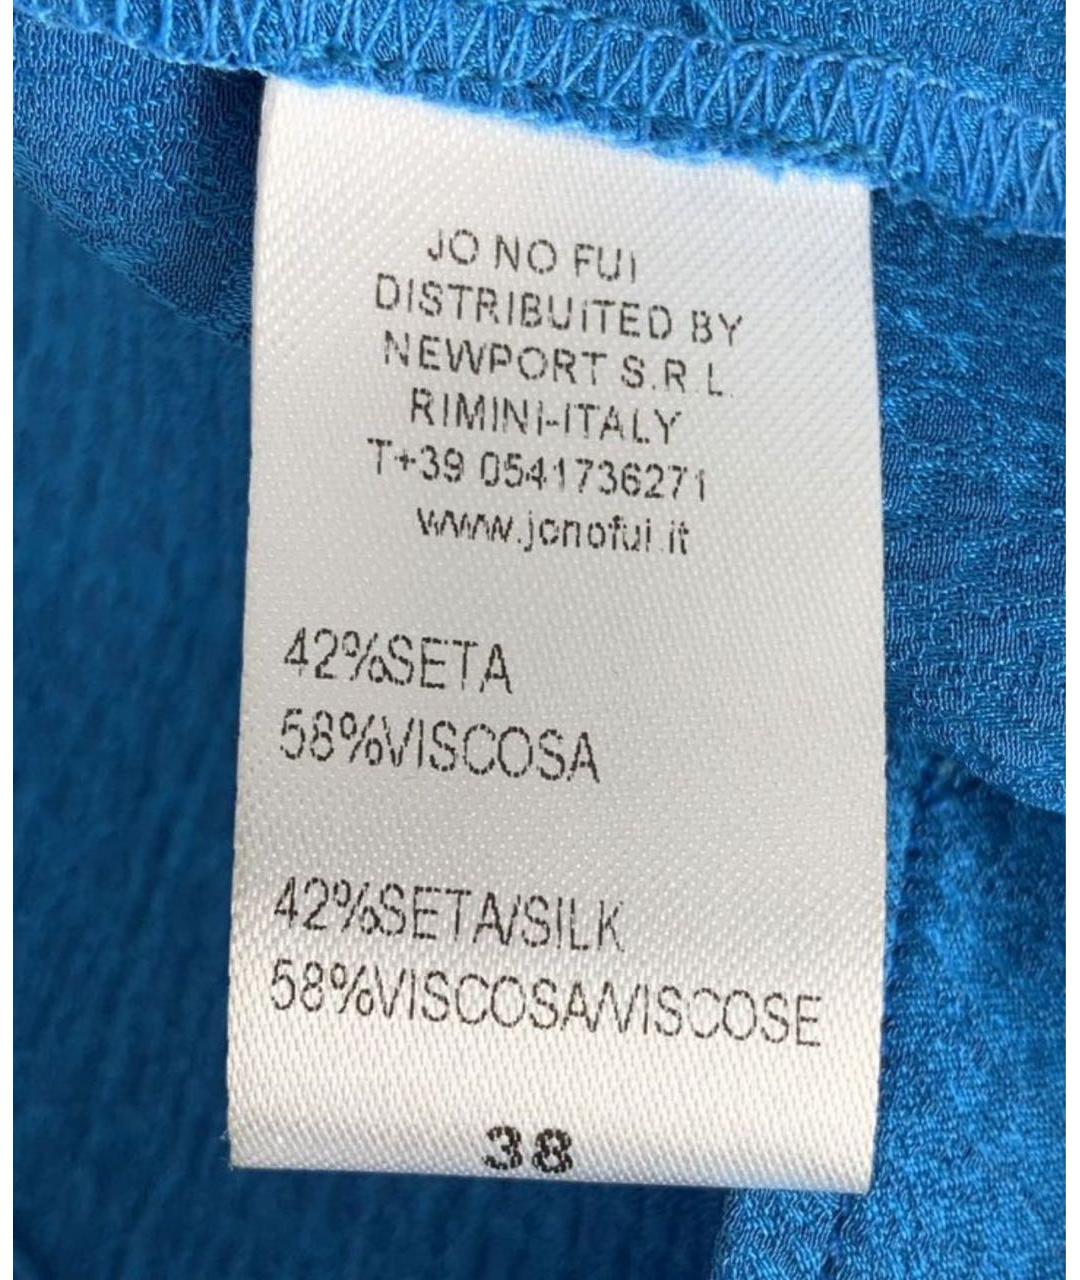 JO NO FUI
DISTRIBUITED BY
NEWPORT S.R.L.
RIMINI-ITALY
T+39 0541736271
www.jonofui.it
42%SETA
58%VISCOSA
42%SETA/SILK
58%VISCOSA/VISCOSE
38